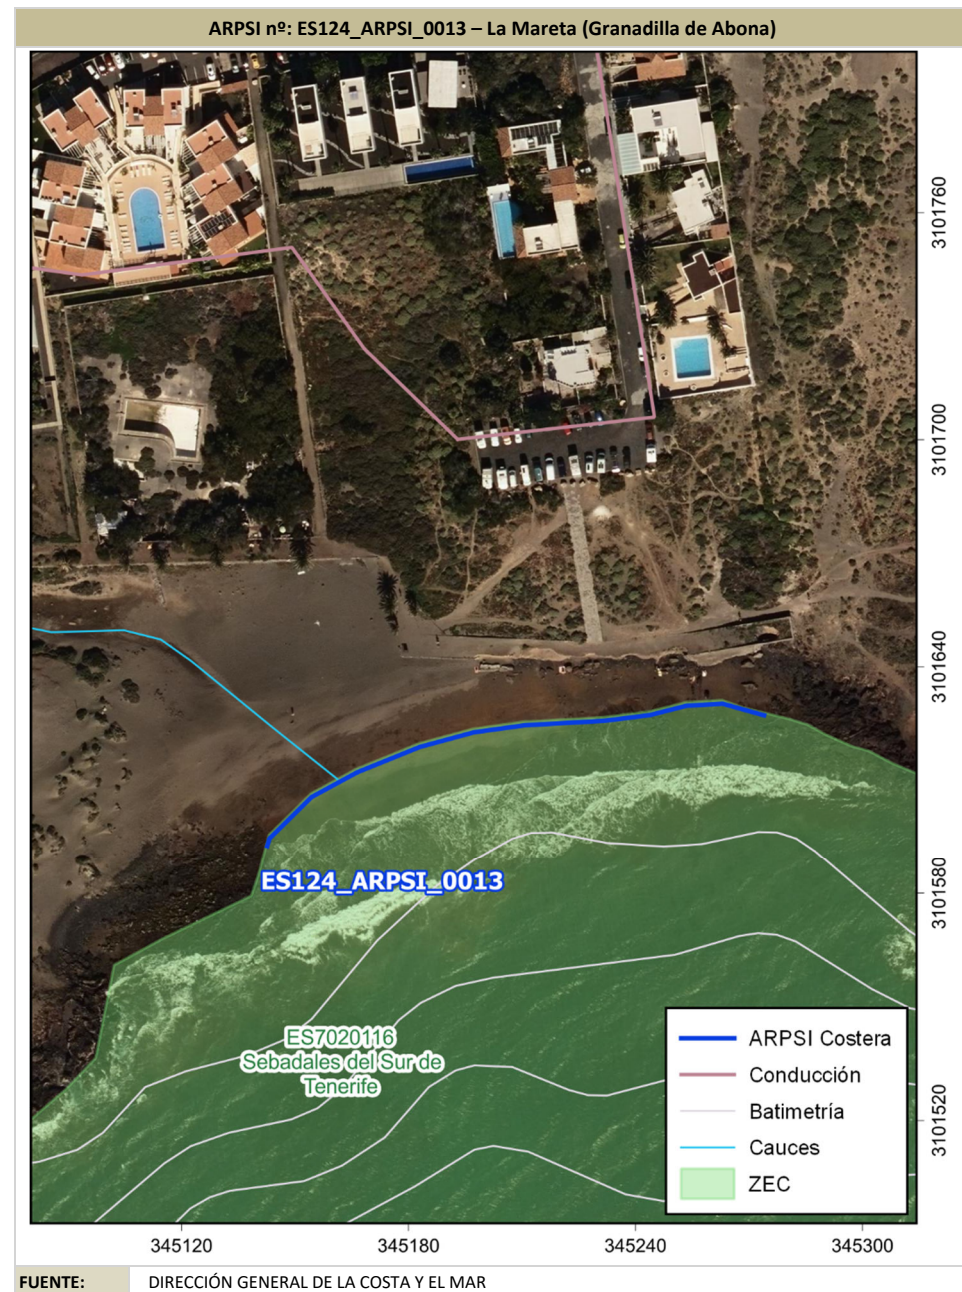 ARPSI nº: ES124_ARPSI_0013 – La Mareta (Granadilla de Abona)
3101760
3101700
3101640
3101580
3101520
ES124_ARPSI_0013
ES7020116
Sebadales del Sur de
Tenerife
ARPSI Costera
Conducción
Batimetría
Cauces
ZEC
345120 345180 345240 345300
FUENTE: DIRECCIÓN GENERAL DE LA COSTA Y EL MAR